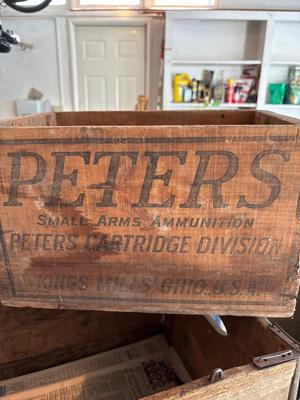 PETERS
SMALL ARMS AMMUNITION
PETERS CARTRIDGE DIVISION
KINGS MILLS OHIO, U.S.A.